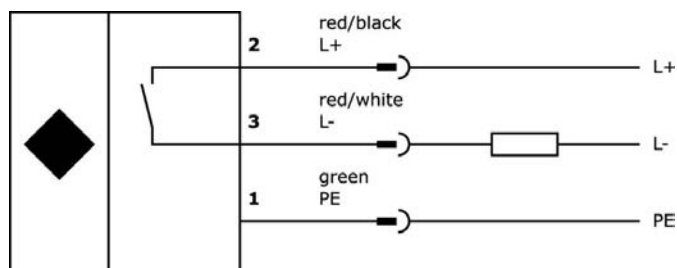 red/black
2 L+ L+
red/white
3 L- L-
green
1 PE PE